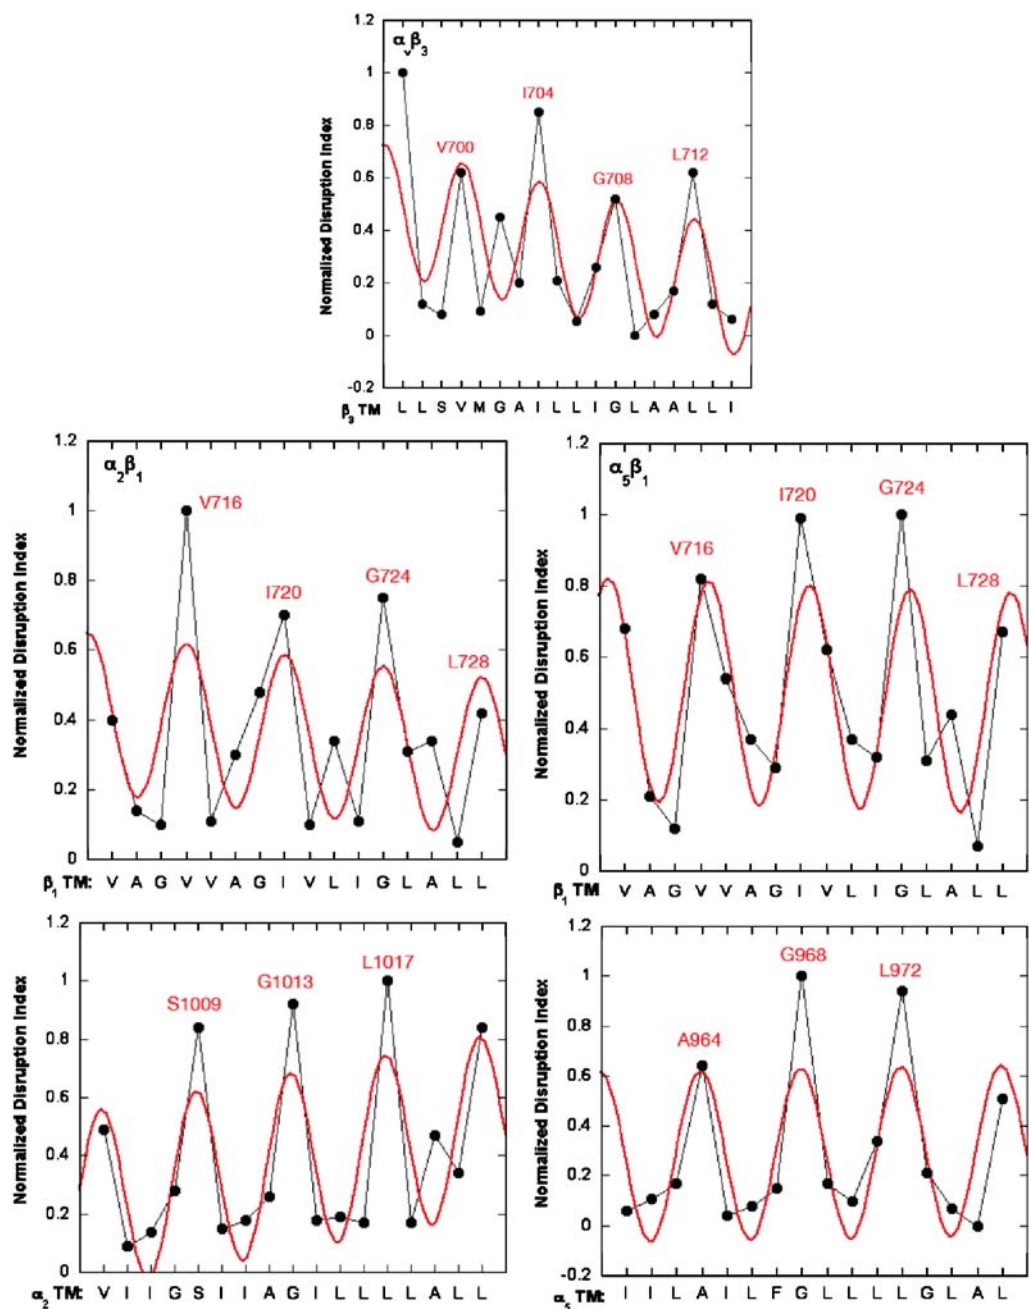 αvβ3
1.2
1
0.8
0.6
0.4
0.2
0
-0.2
Normalized Disruption Index
V700
I704
G708
L712
β3 TM L L S V M G A I L L I G L A A L L I
α2β1
1.2
1
0.8
0.6
0.4
0.2
0
Normalized Disruption Index
V716
I720
G724
L728
β1 TM: V A G V V A G I V L I G L A L L
α5β1
1.2
1
0.8
0.6
0.4
0.2
0
Normalized Disruption Index
V716
I720
G724
L728
β1 TM V A G V V A G I V L I G L A L L
1.2
1
0.8
0.6
0.4
0.2
0
Normalized Disruption Index
S1009
G1013
L1017
α2 TM: V I I G S I I A G I L L L L A L L
1.2
1
0.8
0.6
0.4
0.2
0
-0.2
Normalized Disruption Index
A964
G968
L972
α5 TM: I I L A I L F G L L L L G L A L